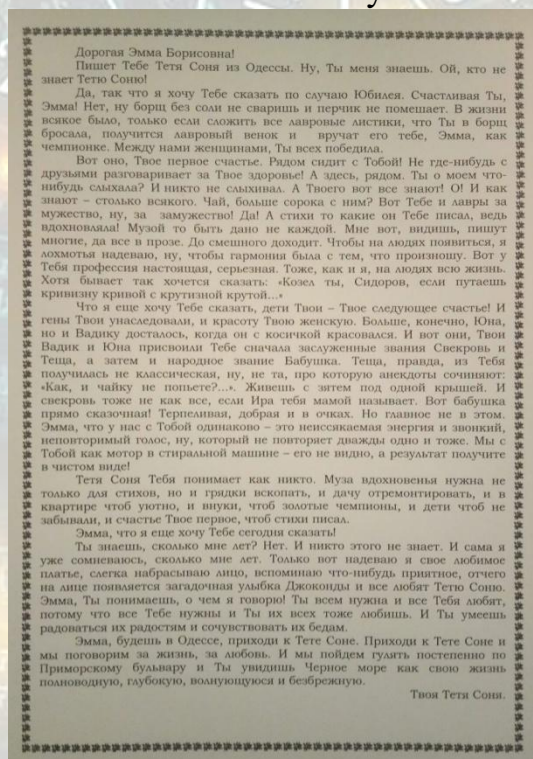 Дорогая Эмма Борисовна!
Пишет Тебе Тетя Соня из Одессы. Ну, Ты меня знаешь. Ой, кто не
знает Тетю Соню!
Да, так что я хочу Тебе сказать по случаю Юбилея. Счастливая Ты,
Эмма! Нет, ну борщ без соли не сваришь и перчик не помешает. В жизни
всякое было, только если сложить все лавровые листики, что Ты в борщ
бросала, получится лавровый венок и вручат его тебе, Эмма, как
чемпионке. Между нами женщинами, Ты всех победила.
Вот оно, Твое первое счастье. Рядом сидит с Тобой! Не где-нибудь с
друзьями разговаривает за Твое здоровье! А здесь, рядом. Ты о моем что-
нибудь слыхала? И никто не слыхивал. А Твоего вот все знают! О! И как
знают – столько всякого. Чай, больше сорока с ним? Вот Тебе и лавры за
мужество, ну, за замужество! Да! А стихи то какие он Тебе писал, ведь
вдохновляла! Музой то быть дано не каждой. Мне вот, видишь, пишут
многие, да все в прозе. До смешного доходит. Чтобы на людях появиться, я
лохмотья надеваю, ну, чтобы гармония была с тем, что произношу. Вот у
Тебя профессия настоящая, серьезная. Тоже, как и я, на людях всю жизнь.
Хотя бывает так хочется сказать: «Козел ты, Сидоров, если путаешь
кривизну кривой с крутизной крутой...»
Что я еще хочу Тебе сказать, дети Твои – Твое следующее счастье! И
гены Твои унаследовали, и красоту Твою женскую. Больше, конечно, Юна,
но и Вадику досталось, когда он с косичкой красовался. И вот они, Твои
Вадик и Юна присвоили Тебе сначала заслуженные звания Свекровь и
Теща, а затем и народное звание Бабушка. Теща, правда, из Тебя
получилась не классическая, ну, не та, про которую анекдоты сочиняют:
«Как, и чайку не попьете?...». Живешь с зятем под одной крышей. И
свекровь тоже не как все, если Ира тебя мамой называет. Вот бабушка
прямо сказочная! Терпеливая, добрая и в очках. Но главное не в этом.
Эмма, что у нас с Тобой одинаково – это неиссякаемая энергия и звонкий,
неповторимый голос, ну, который не повторяет дважды одно и тоже. Мы с
Тобой как мотор в стиральной машине – его не видно, а результат получите
в чистом виде!
Тетя Соня Тебя понимает как никто. Муза вдохновенья нужна не
только для стихов, но и грядки вскопать, и дачу отремонтировать, и в
квартире чтоб уютно, и внуки, чтоб золотые чемпионы, и дети чтоб не
забывали, и счастье Твое первое, чтоб стихи писал.
Эмма, что я еще хочу Тебе сегодня сказать!
Ты знаешь, сколько мне лет? Нет. И никто этого не знает. И сама я
уже сомневаюсь, сколько мне лет. Только вот надеваю я свое любимое
платье, слегка набрасываю лицо, вспоминаю что-нибудь приятное, отчего
на лице появляется загадочная улыбка Джоконды и все любят Тетю Соню.
Эмма, Ты понимаешь, о чем я говорю! Ты всем нужна и все Тебя любят,
потому что все Тебе нужны и Ты их всех тоже любишь. И Ты умеешь
радоваться их радостям и сочувствовать их бедам.
Эмма, будешь в Одессе, приходи к Тете Соне. Приходи к Тете Соне и
мы поговорим за жизнь, за любовь. И мы пойдем гулять постепенно по
Приморскому бульвару и Ты увидишь Черное море как свою жизнь
полноводную, глубокую, волнующуюся и безбрежную.
Твоя Тетя Соня.